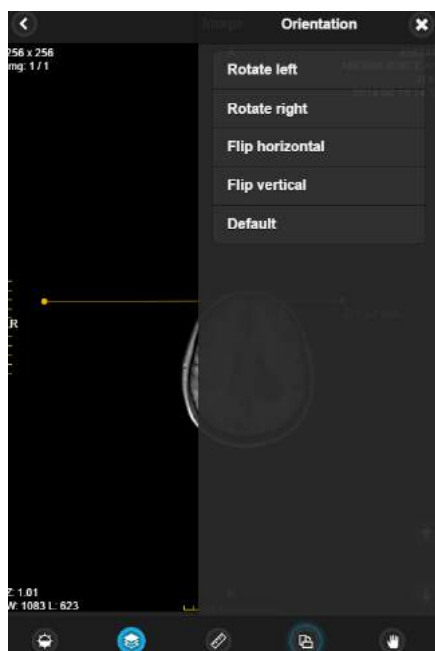 Image
Orientation
256 x 256
mg: 1 / 1
Rotate left
Rotate right
Flip horizontal
Flip vertical
Default
R
Z: 1.01
W: 1083 L: 623